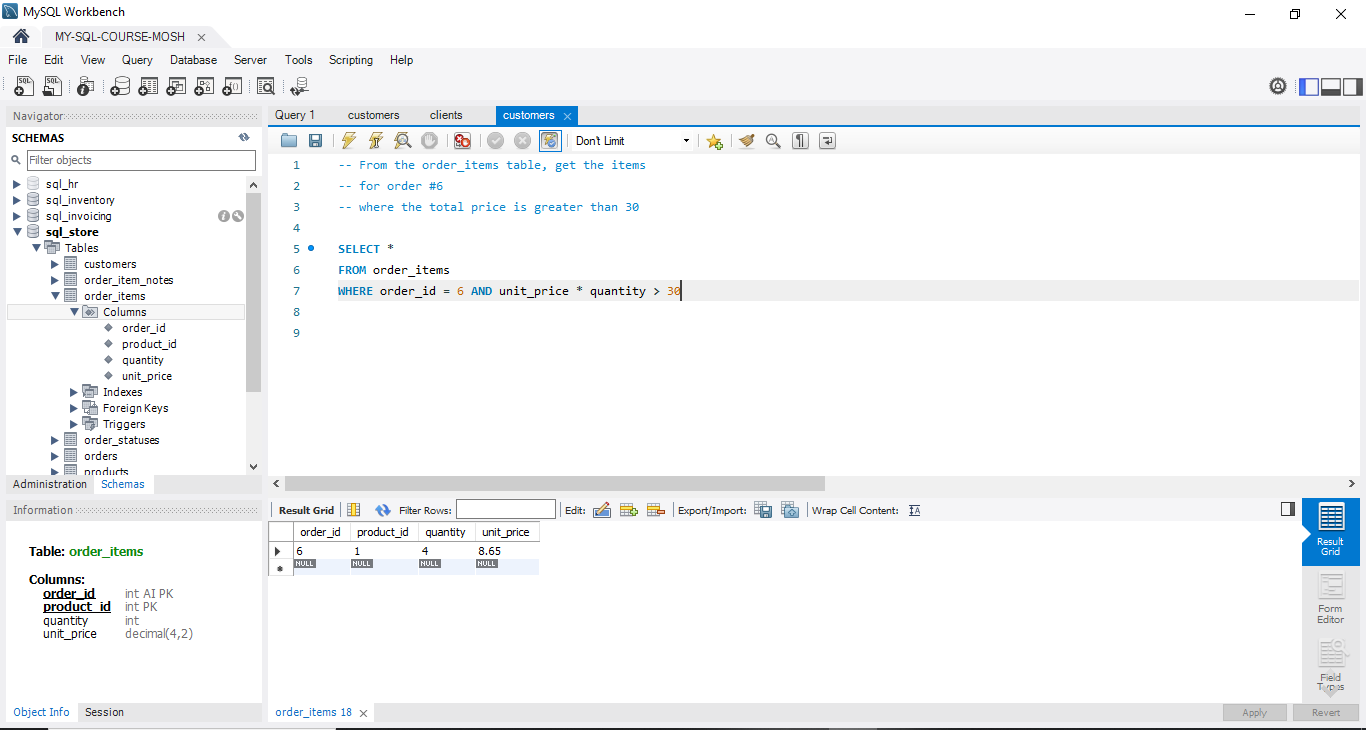 MySQL Workbench
MY-SQL-COURSE-MOSH
File Edit View Query Database Server Tools Scripting Help
Navigator
SCHEMAS
Filter objects
sql_hr
sql_inventory
sql_invoicing
sql_store
Tables
customers
order_item_notes
order_items
Columns
order_id
product_id
quantity
unit_price
Indexes
Foreign Keys
Triggers
order_statuses
orders
products
Administration Schemas
Information
Table: order_items
Columns:
order_id int AI PK
product_id int PK
quantity int
unit_price decimal(4,2)
Object Info Session
Query 1 customers clients customers
Don't Limit
1 -- From the order_items table, get the items
2 -- for order #6
3 -- where the total price is greater than 30
4
5 SELECT *
6 FROM order_items
7 WHERE order_id = 6 AND unit_price * quantity > 30
8
9
Result Grid Filter Rows: Edit: Export/Import: Wrap Cell Content:
order_id product_id quantity unit_price
6 1 4 8.65
NULL NULL NULL NULL
Result
Grid
Form
Editor
Field
Types
order_items 18
Apply Revert